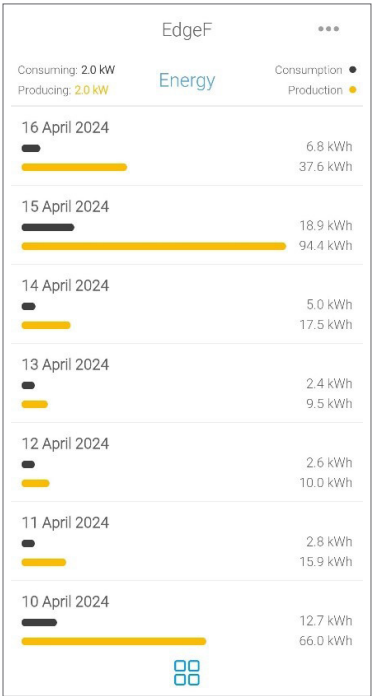 EdgeF
Consuming: 2.0 kW
Producing: 2.0 kW
Energy
Consumption
Production
16 April 2024
6.8 kWh
37.6 kWh
15 April 2024
18.9 kWh
94.4 kWh
14 April 2024
5.0 kWh
17.5 kWh
13 April 2024
2.4 kWh
9.5 kWh
12 April 2024
2.6 kWh
10.0 kWh
11 April 2024
2.8 kWh
15.9 kWh
10 April 2024
12.7 kWh
66.0 kWh